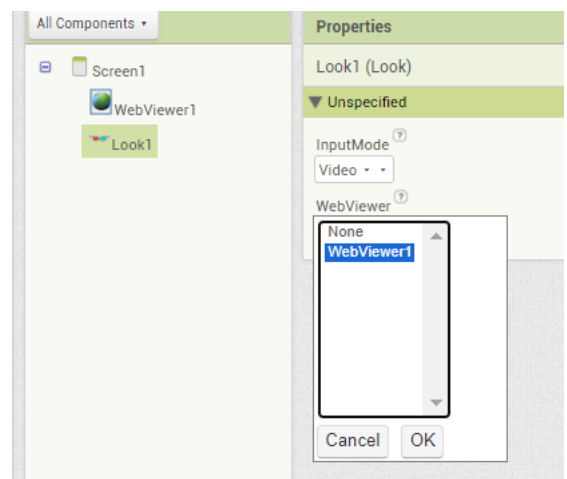 All Components
Screen1
WebViewer1
Look1
Properties
Look1 (Look)
Unspecified
InputMode ?
Video
WebViewer ?
None
WebViewer1
Cancel OK